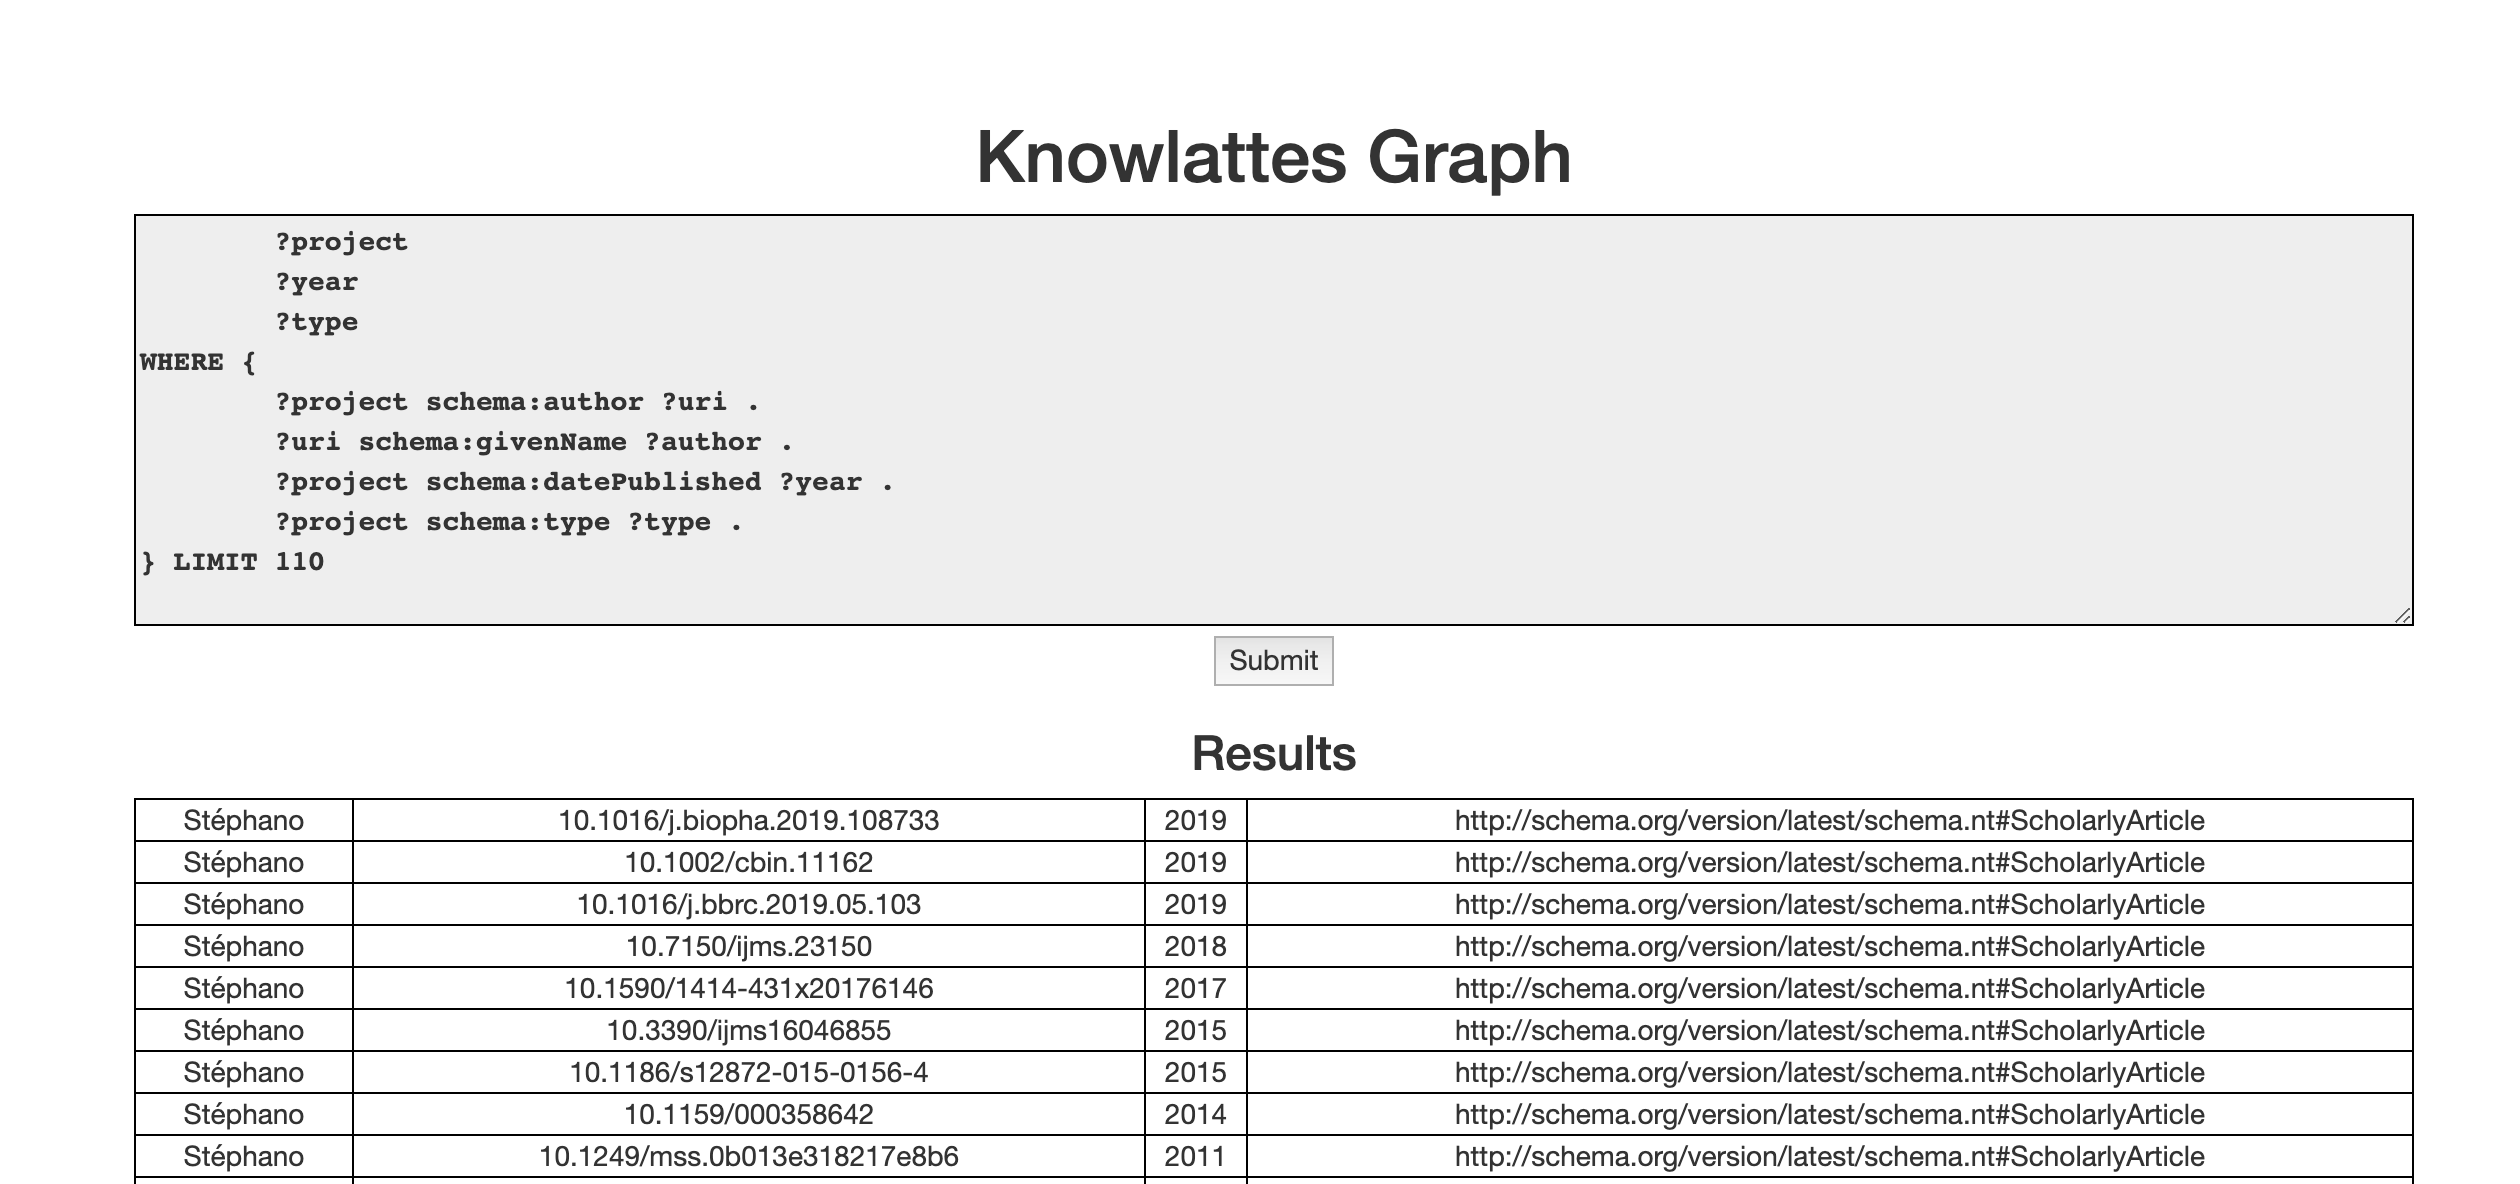 Knowlattes Graph
?project
?year
?type
WHERE {
?project schema:author ?uri .
?uri schema:givenName ?author .
?project schema:datePublished ?year .
?project schema:type ?type .
} LIMIT 110
Submit
Results
Stéphano 10.1016/j.biopha.2019.108733 2019 http://schema.org/version/latest/schema.nt#ScholarlyArticle
Stéphano 10.1002/cbin.11162 2019 http://schema.org/version/latest/schema.nt#ScholarlyArticle
Stéphano 10.1016/j.bbrc.2019.05.103 2019 http://schema.org/version/latest/schema.nt#ScholarlyArticle
Stéphano 10.7150/ijms.23150 2018 http://schema.org/version/latest/schema.nt#ScholarlyArticle
Stéphano 10.1590/1414-431x20176146 2017 http://schema.org/version/latest/schema.nt#ScholarlyArticle
Stéphano 10.3390/ijms16046855 2015 http://schema.org/version/latest/schema.nt#ScholarlyArticle
Stéphano 10.1186/s12872-015-0156-4 2015 http://schema.org/version/latest/schema.nt#ScholarlyArticle
Stéphano 10.1159/000358642 2014 http://schema.org/version/latest/schema.nt#ScholarlyArticle
Stéphano 10.1249/mss.0b013e318217e8b6 2011 http://schema.org/version/latest/schema.nt#ScholarlyArticle